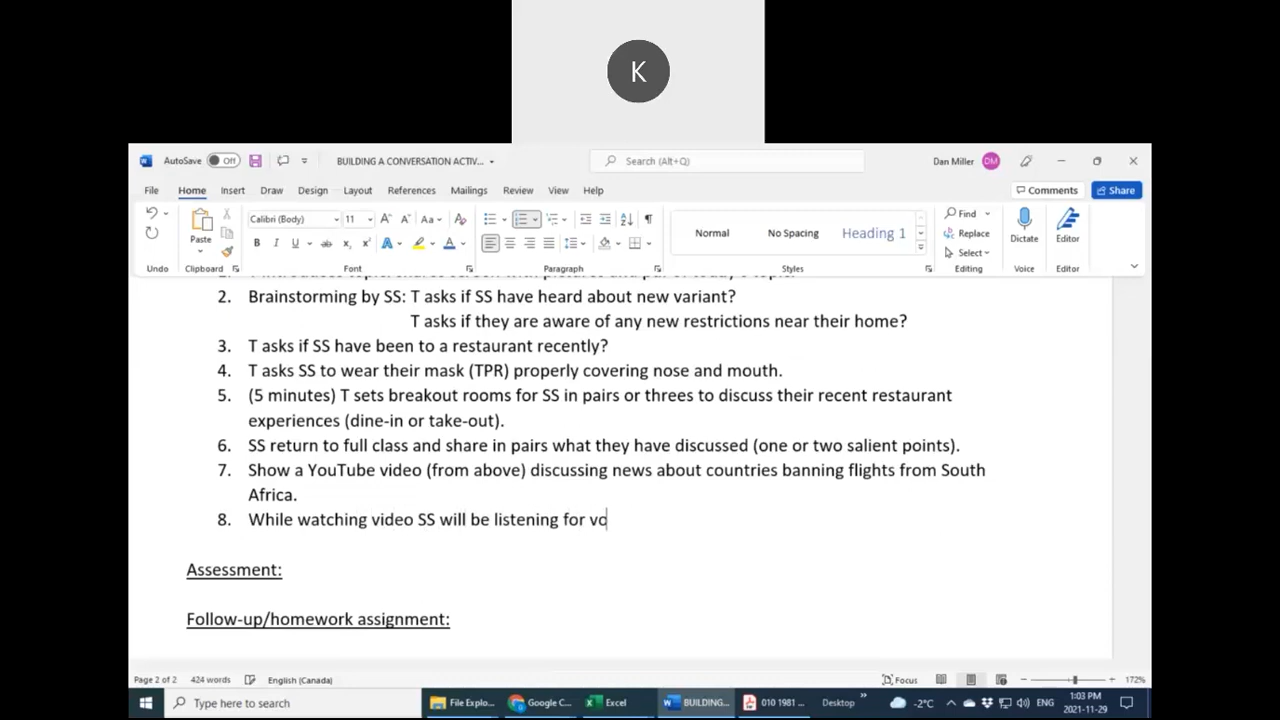 K
AutoSave Off BUILDING A CONVERSATION ACTIV... Search (Alt+Q) Dan Miller DM
File Home Insert Draw Design Layout References Mailings Review View Help Comments Share
Calibri (Body) 11 Aa Normal No Spacing Heading 1 Find
Replace
Select
Paste Dictate Editor
B I U ab x₂ x² A A
Undo Clipboard Font Paragraph Styles Editing Voice Editor
2. Brainstorming by SS: T asks if SS have heard about new variant?
T asks if they are aware of any new restrictions near their home?
3. T asks if SS have been to a restaurant recently?
4. T asks SS to wear their mask (TPR) properly covering nose and mouth.
5. (5 minutes) T sets breakout rooms for SS in pairs or threes to discuss their recent restaurant
experiences (dine-in or take-out).
6. SS return to full class and share in pairs what they have discussed (one or two salient points).
7. Show a YouTube video (from above) discussing news about countries banning flights from South
Africa.
8. While watching video SS will be listening for vo
Assessment:
Follow-up/homework assignment:
Page 2 of 2 424 words English (Canada) Focus 172%
Type here to search File Explo... Google C... Excel BUILDING... 010 1981 ... Desktop -2°C ENG 1:03 PM
2021-11-29